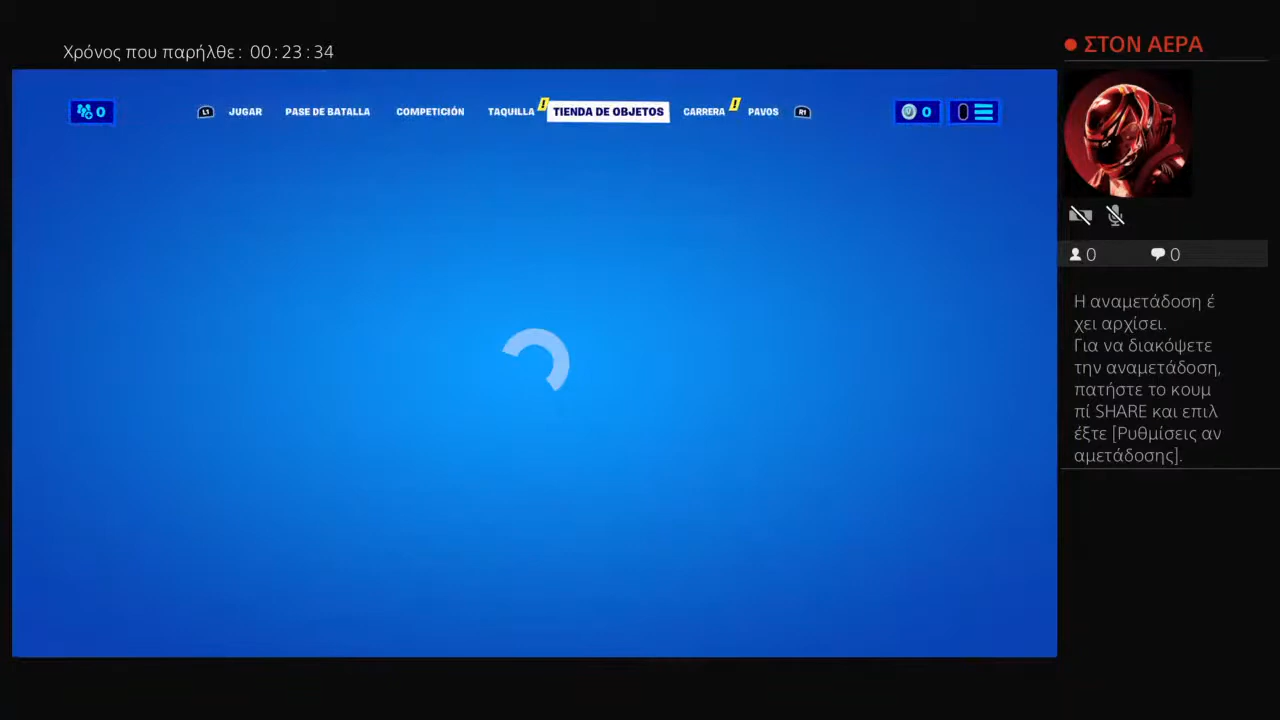 Χρόνος που παρήλθε: 00:23:34
ΣΤΟΝ ΑΕΡΑ
0
L1 JUGAR PASE DE BATALLA COMPETICIÓN TAQUILLA ! TIENDA DE OBJETOS CARRERA ! PAVOS R1
0
0 0
Η αναμετάδοση έ
χει αρχίσει.
Για να διακόψετε
την αναμετάδοση,
πατήστε το κουμ
πί SHARE και επιλ
έξτε [Ρυθμίσεις αν
αμετάδοσης].